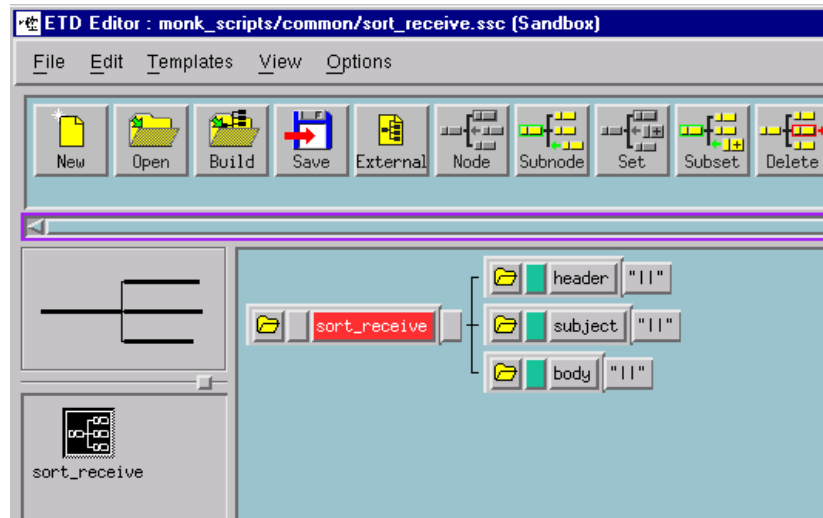 ETD Editor : monk_scripts/common/sort_receive.ssc (Sandbox)
File Edit Templates View Options
New Open Build Save External Node Subnode Set Subset Delete
header "||"
sort_receive subject "||"
body "||"
sort_receive